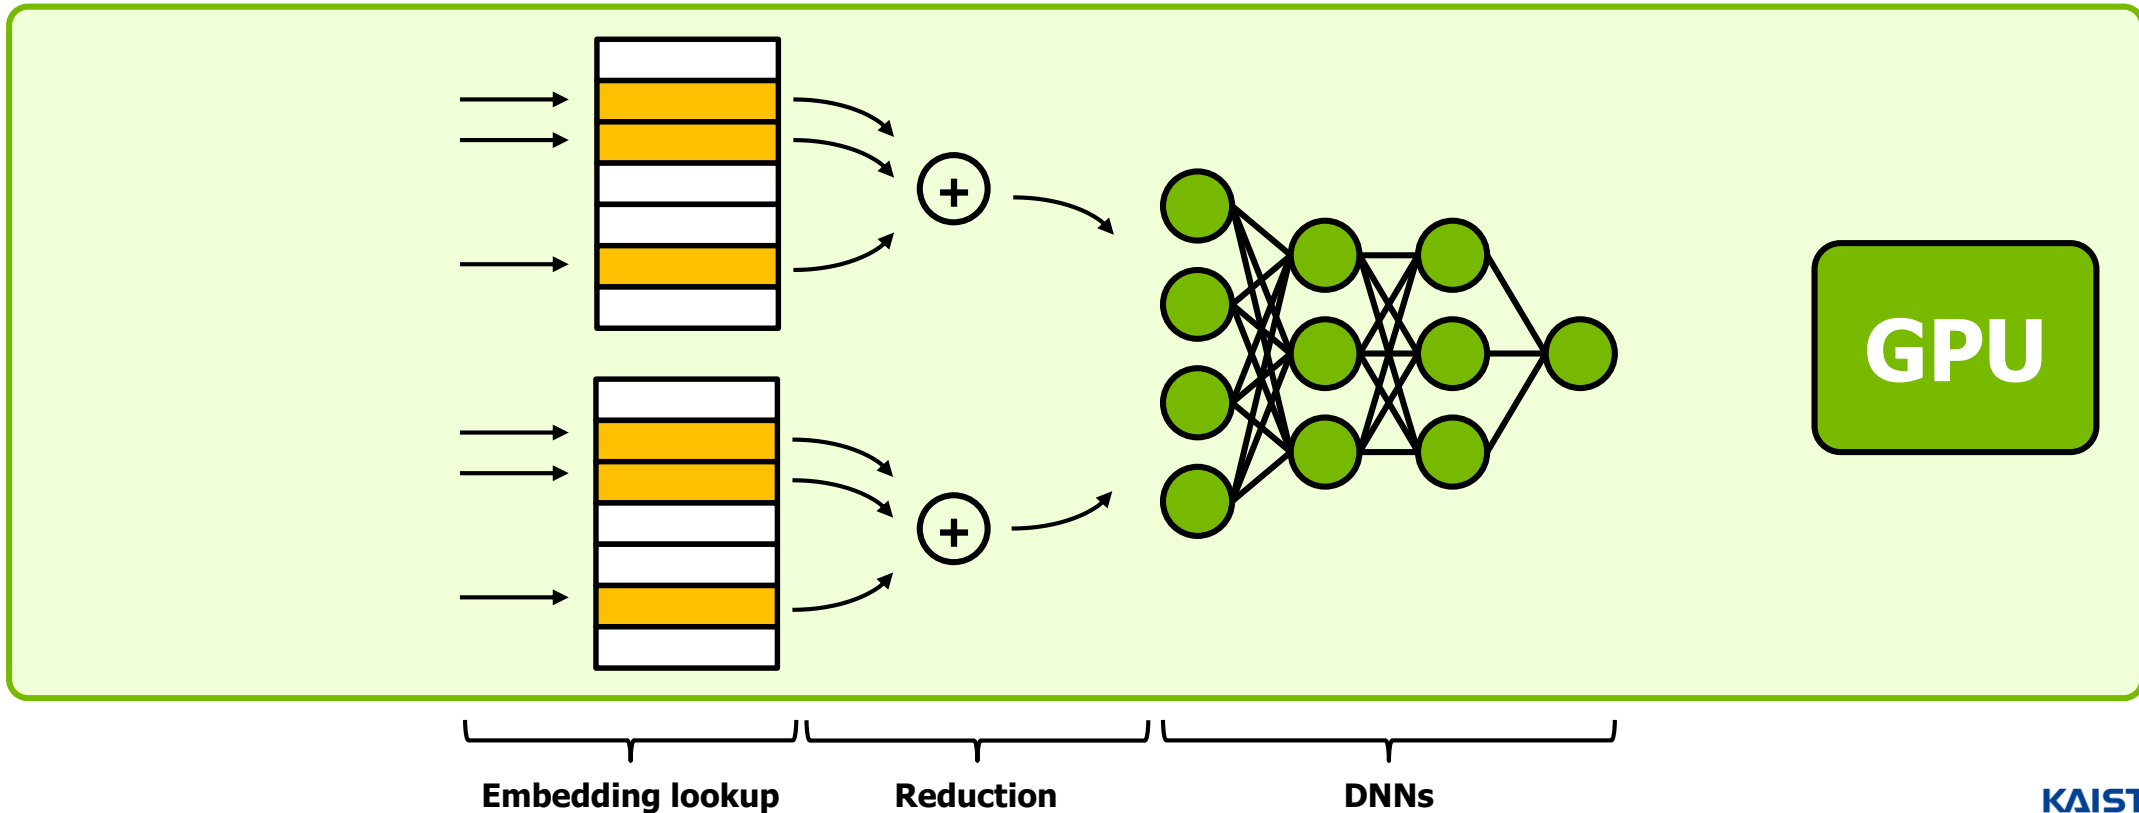 +
+
GPU
Embedding lookup
Reduction
DNNs
KAIST